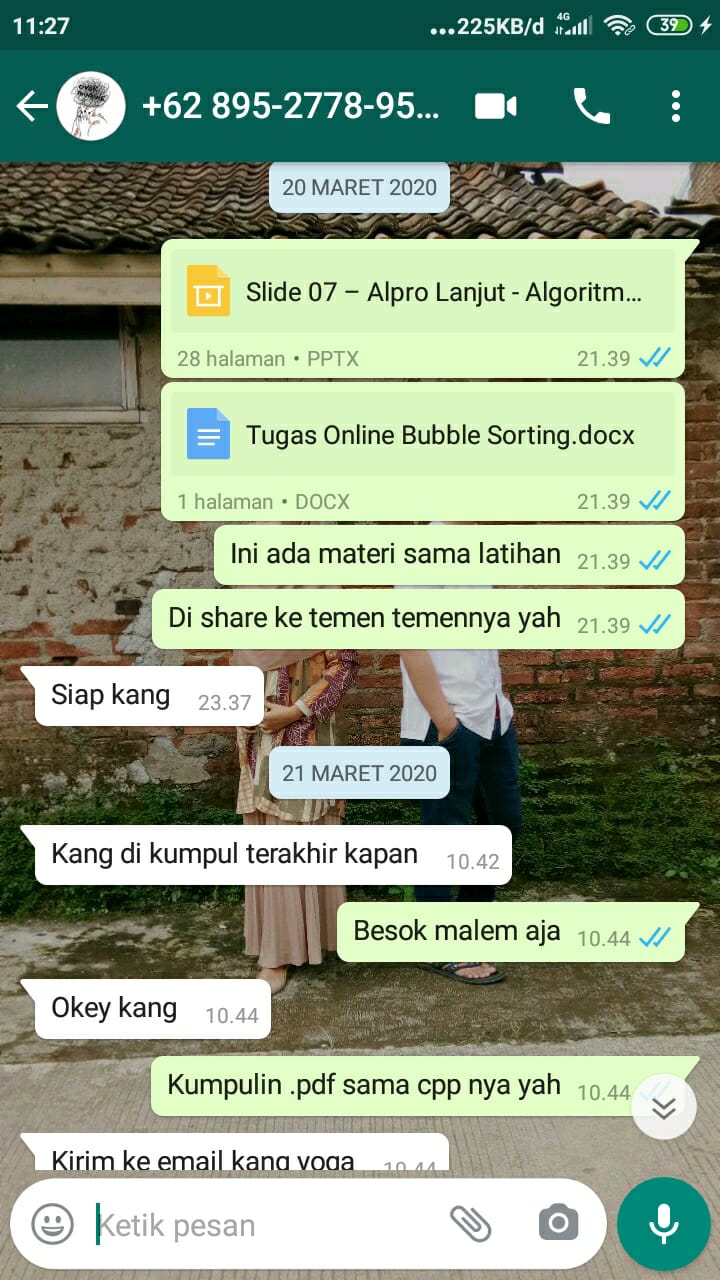 11:27
...225KB/d 4G 39
+62 895-2778-95...
20 MARET 2020
Slide 07 – Alpro Lanjut - Algoritm...
28 halaman • PPTX 21.39
Tugas Online Bubble Sorting.docx
1 halaman • DOCX 21.39
Ini ada materi sama latihan 21.39
Di share ke temen temennya yah 21.39
Siap kang 23.37
21 MARET 2020
Kang di kumpul terakhir kapan 10.42
Besok malem aja 10.44
Okey kang 10.44
Kumpulin .pdf sama cpp nya yah 10.44
Kirim ke email kang yoga 10.44
Ketik pesan